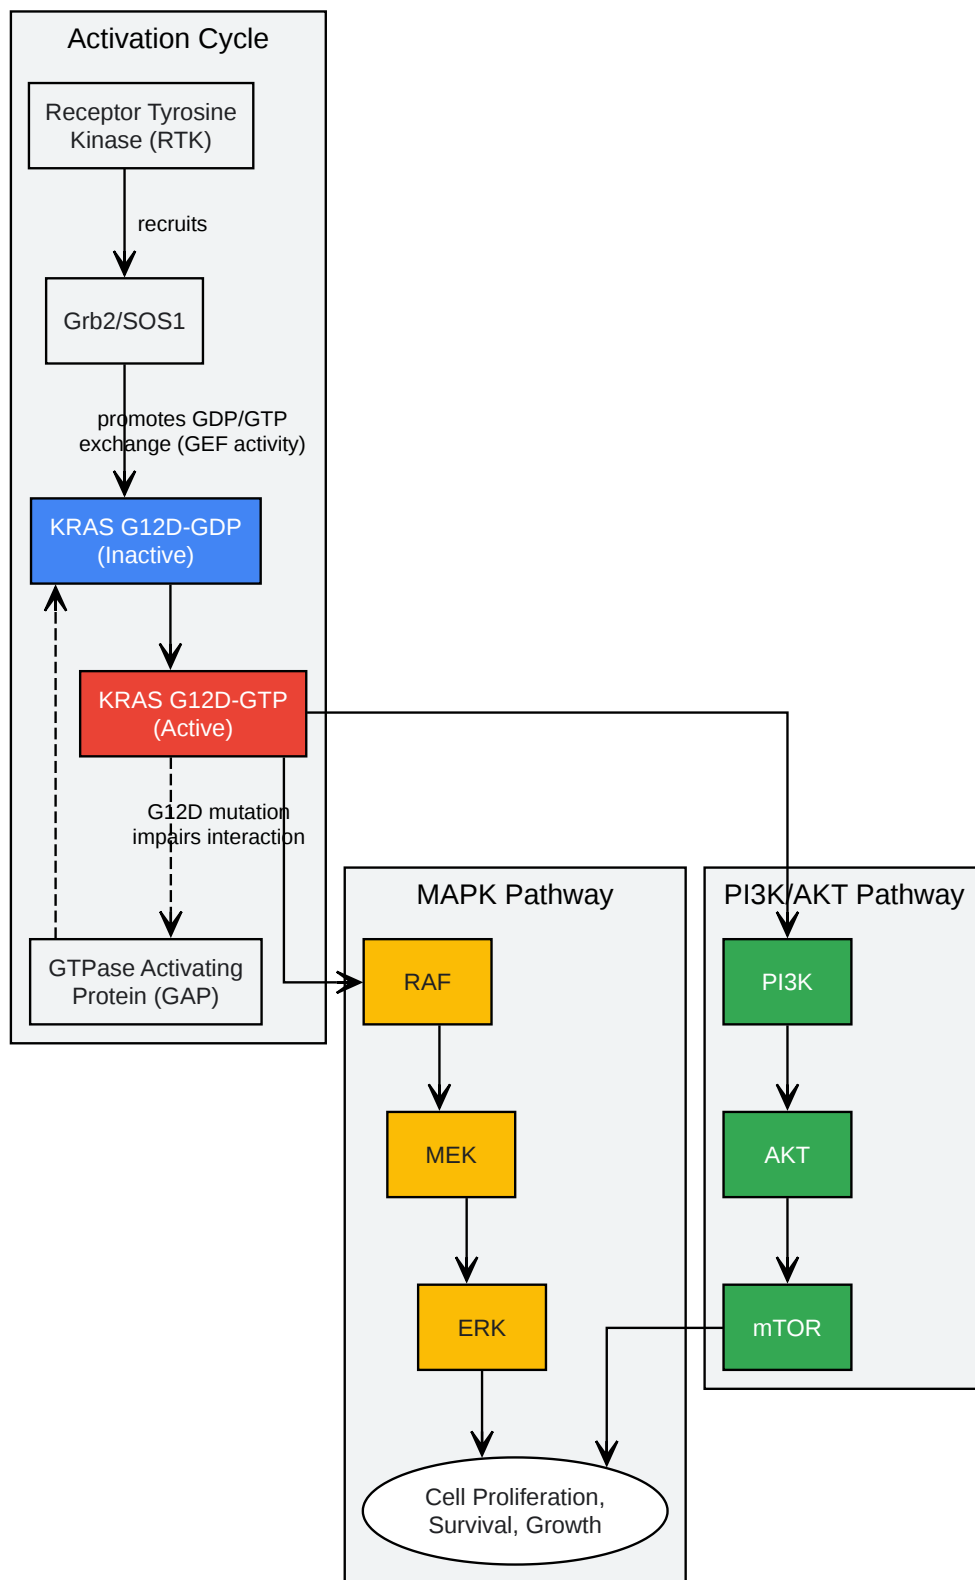 Activation Cycle
Receptor Tyrosine
Kinase (RTK)
recruits
Grb2/SOS1
promotes GDP/GTP
exchange (GEF activity)
KRAS G12D-GDP
(Inactive)
KRAS G12D-GTP
(Active)
G12D mutation
impairs interaction
GTPase Activating
Protein (GAP)
MAPK Pathway
RAF
MEK
ERK
Cell Proliferation,
Survival, Growth
PI3K/AKT Pathway
PI3K
AKT
mTOR